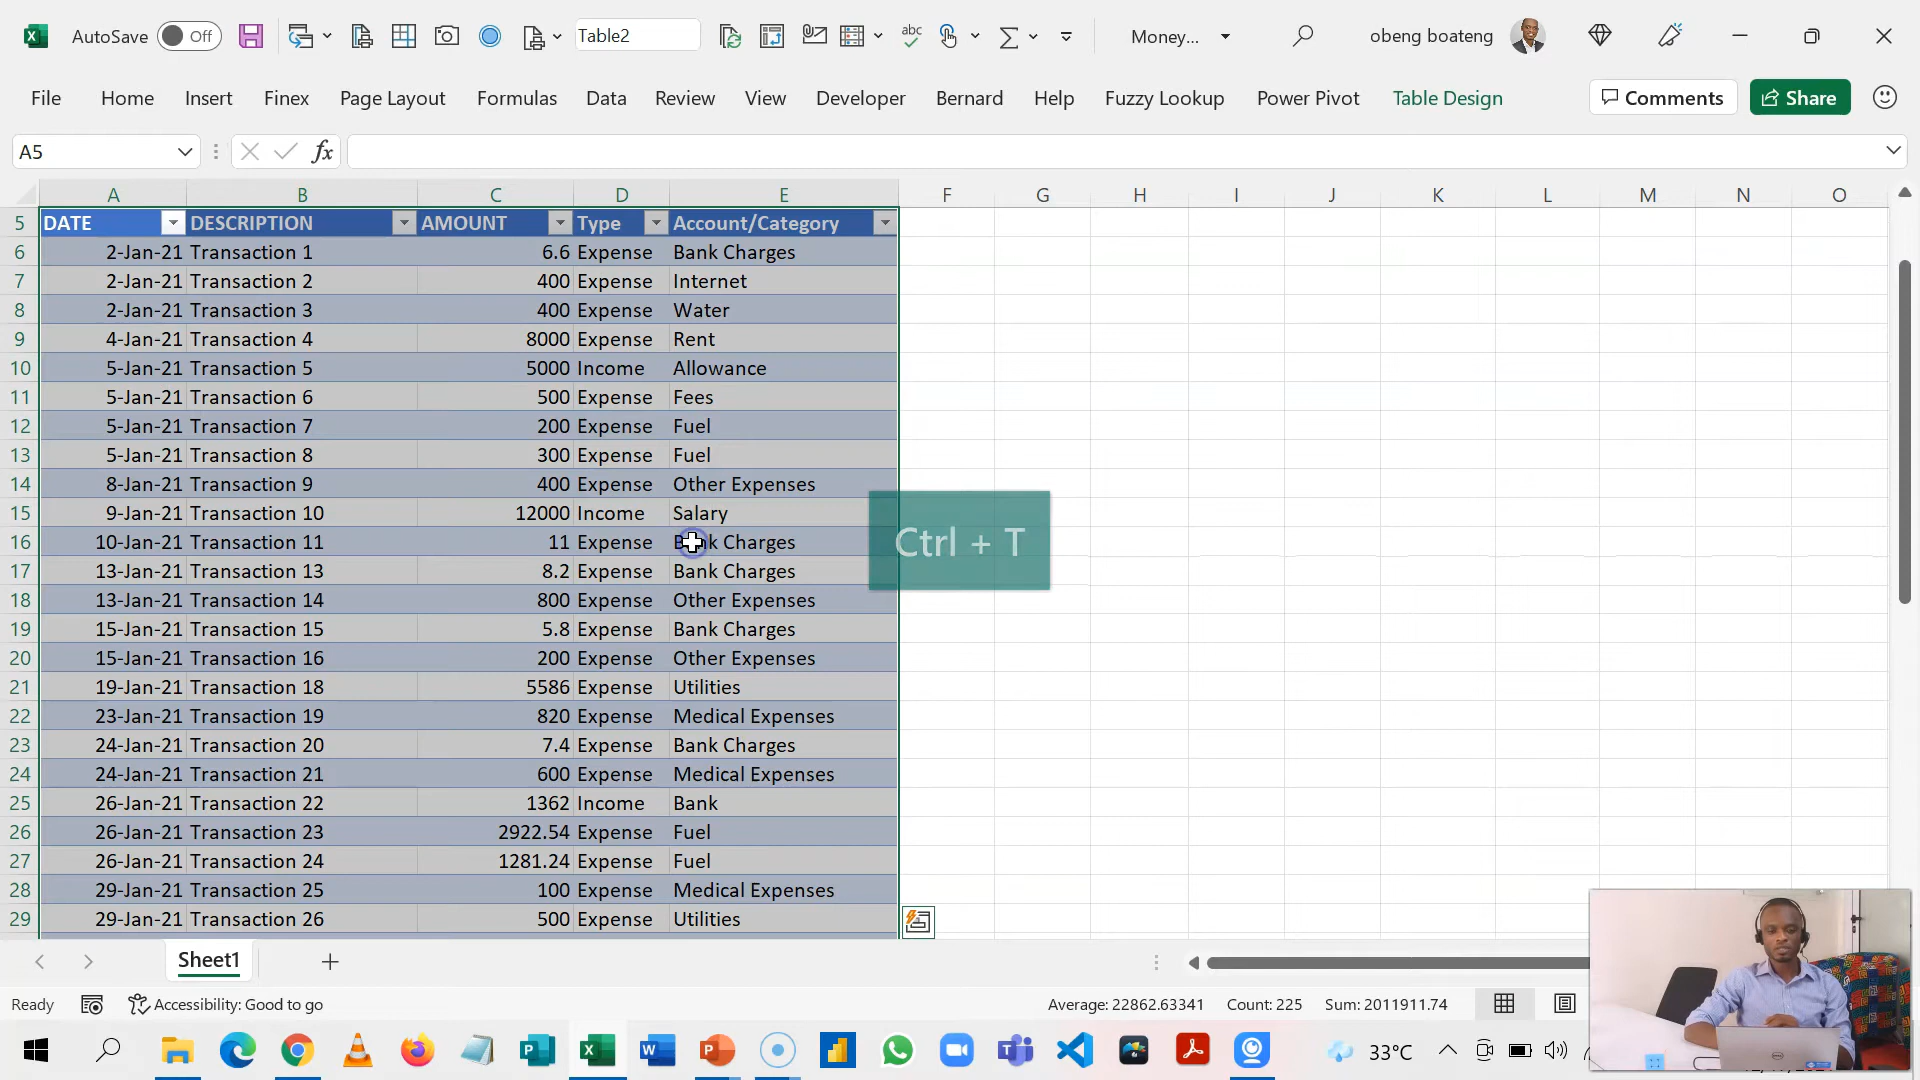 AutoSave Off Table2 abc Money... obeng boateng
File Home Insert Finex Page Layout Formulas Data Review View Developer Bernard Help Fuzzy Lookup Power Pivot Table Design Comments Share
A5 fx
A B C D E F G H I J K L M N O
5 DATE DESCRIPTION AMOUNT Type Account/Category
6 2-Jan-21 Transaction 1 6.6 Expense Bank Charges
7 2-Jan-21 Transaction 2 400 Expense Internet
8 2-Jan-21 Transaction 3 400 Expense Water
9 4-Jan-21 Transaction 4 8000 Expense Rent
10 5-Jan-21 Transaction 5 5000 Income Allowance
11 5-Jan-21 Transaction 6 500 Expense Fees
12 5-Jan-21 Transaction 7 200 Expense Fuel
13 5-Jan-21 Transaction 8 300 Expense Fuel
14 8-Jan-21 Transaction 9 400 Expense Other Expenses
15 9-Jan-21 Transaction 10 12000 Income Salary
16 10-Jan-21 Transaction 11 11 Expense Bank Charges Ctrl + T
17 13-Jan-21 Transaction 13 8.2 Expense Bank Charges
18 13-Jan-21 Transaction 14 800 Expense Other Expenses
19 15-Jan-21 Transaction 15 5.8 Expense Bank Charges
20 15-Jan-21 Transaction 16 200 Expense Other Expenses
21 19-Jan-21 Transaction 18 5586 Expense Utilities
22 23-Jan-21 Transaction 19 820 Expense Medical Expenses
23 24-Jan-21 Transaction 20 7.4 Expense Bank Charges
24 24-Jan-21 Transaction 21 600 Expense Medical Expenses
25 26-Jan-21 Transaction 22 1362 Income Bank
26 26-Jan-21 Transaction 23 2922.54 Expense Fuel
27 26-Jan-21 Transaction 24 1281.24 Expense Fuel
28 29-Jan-21 Transaction 25 100 Expense Medical Expenses
29 29-Jan-21 Transaction 26 500 Expense Utilities
Sheet1
Ready Accessibility: Good to go Average: 22862.63341 Count: 225 Sum: 2011911.74
33°C